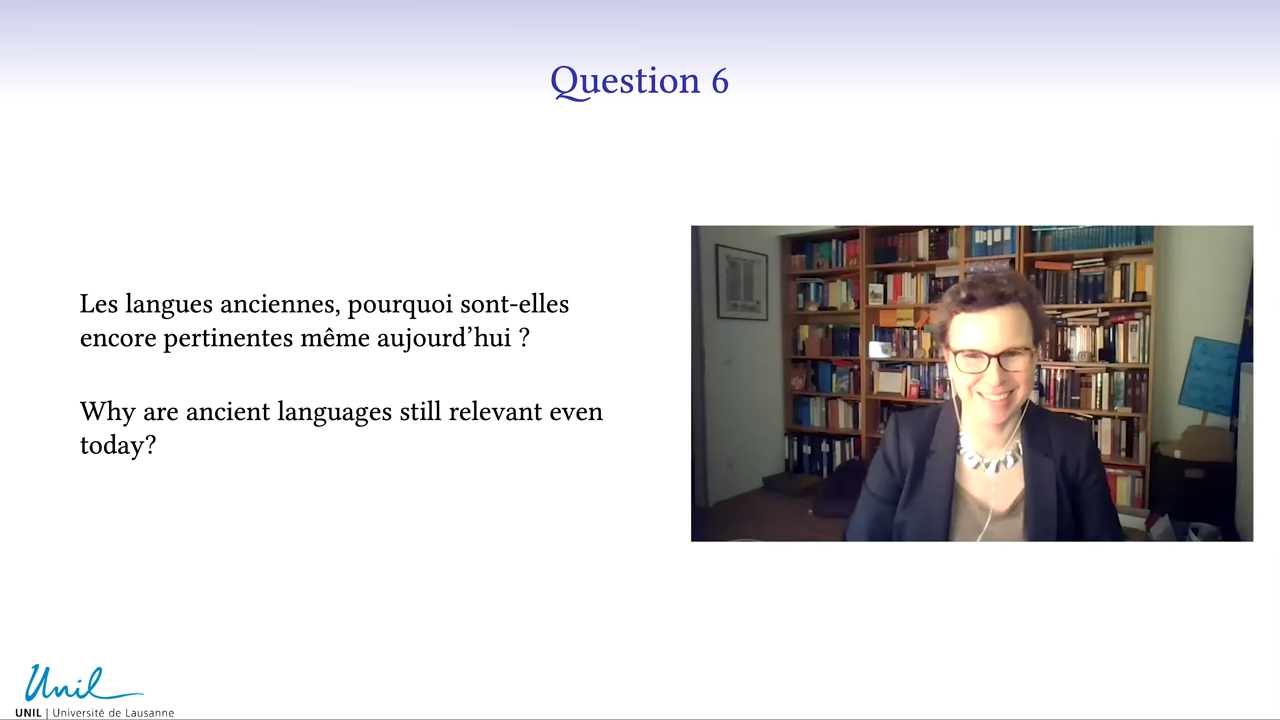 Question 6
Les langues anciennes, pourquoi sont-elles
encore pertinentes même aujourd’hui ?
Why are ancient languages still relevant even
today?
Unil
UNIL | Université de Lausanne